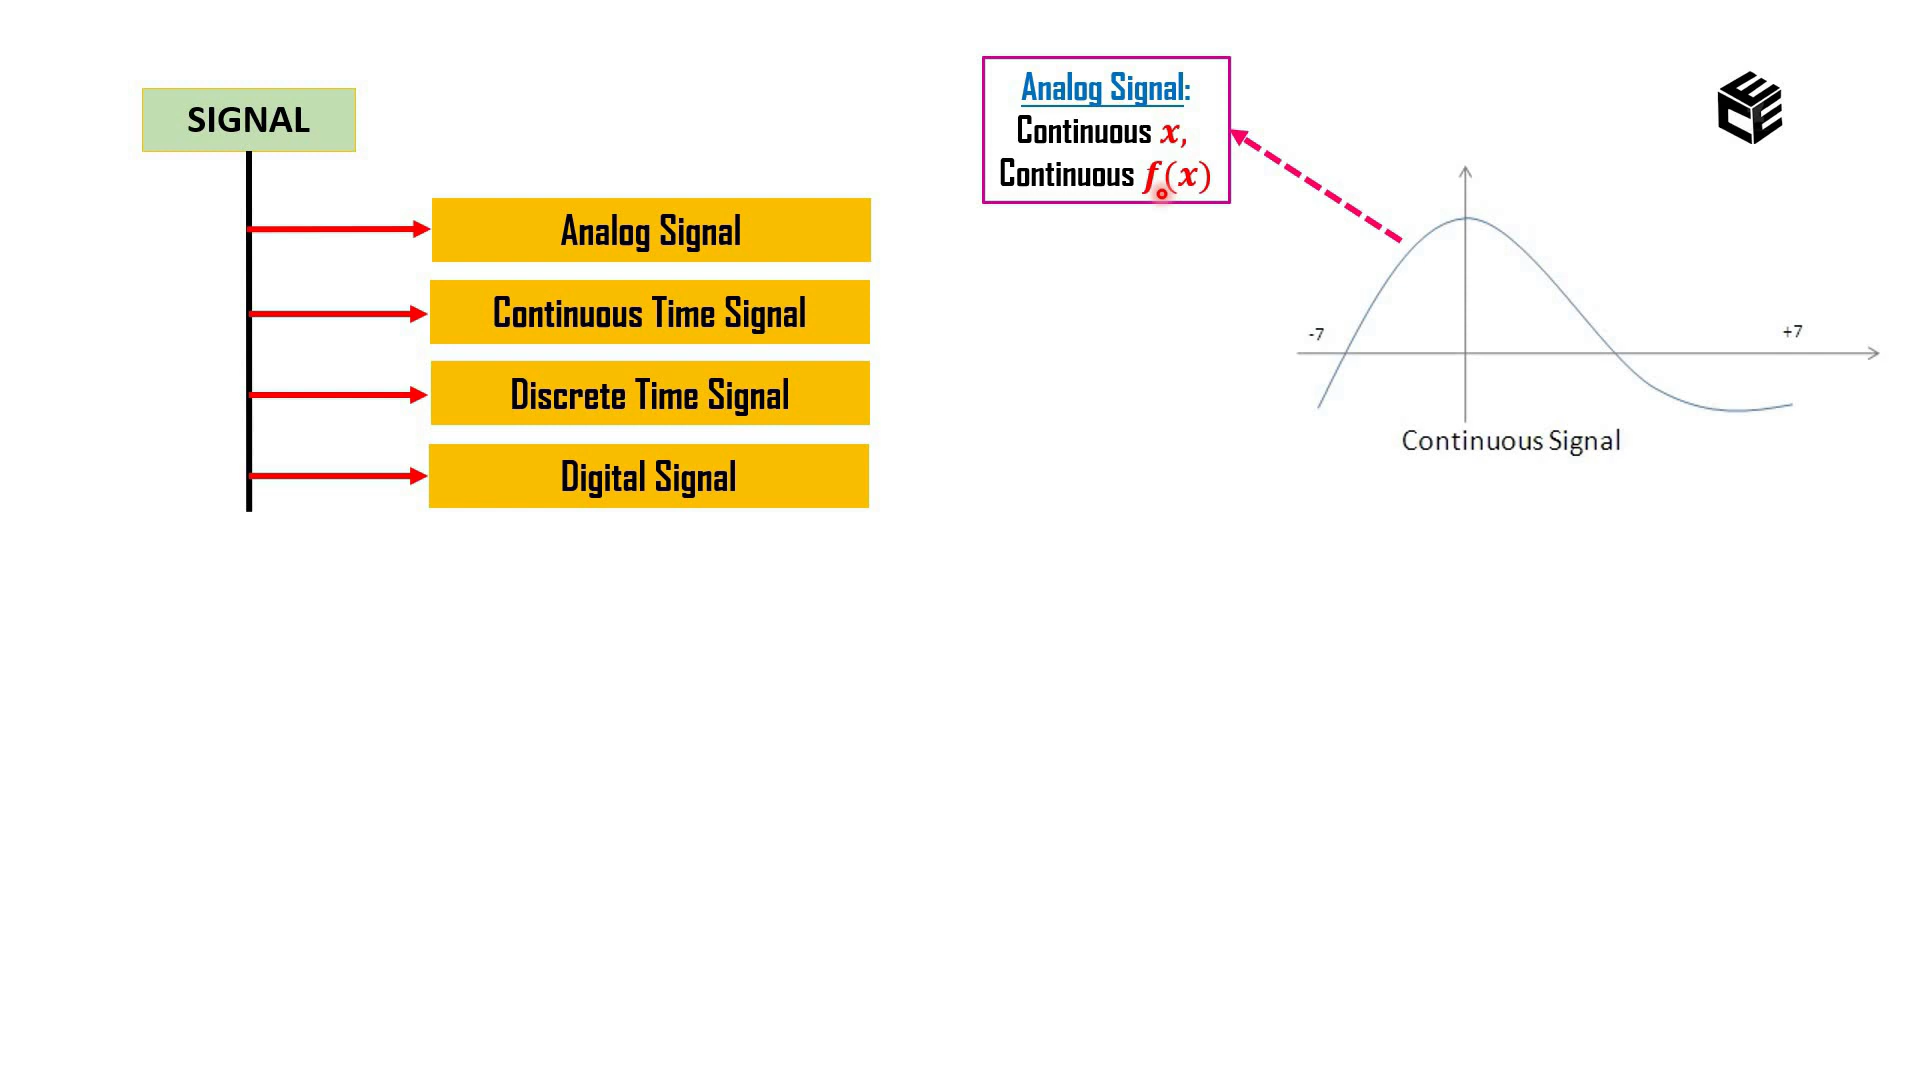 SIGNAL
Analog Signal
Continuous Time Signal
Discrete Time Signal
Digital Signal
Analog Signal:
Continuous x,
Continuous f(x)
ECE
-7
+7
Continuous Signal